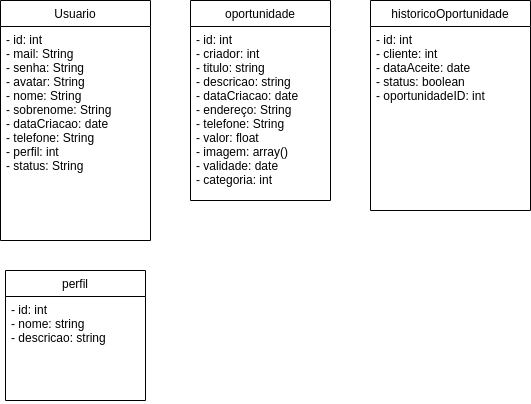 Usuario
- id: int
- mail: String
- senha: String
- avatar: String
- nome: String
- sobrenome: String
- dataCriacao: date
- telefone: String
- perfil: int
- status: String
oportunidade
- id: int
- criador: int
- titulo: string
- descricao: string
- dataCriacao: date
- endereço: String
- telefone: String
- valor: float
- imagem: array()
- validade: date
- categoria: int
historicoOportunidade
- id: int
- cliente: int
- dataAceite: date
- status: boolean
- oportunidadeID: int
perfil
- id: int
- nome: string
- descricao: string